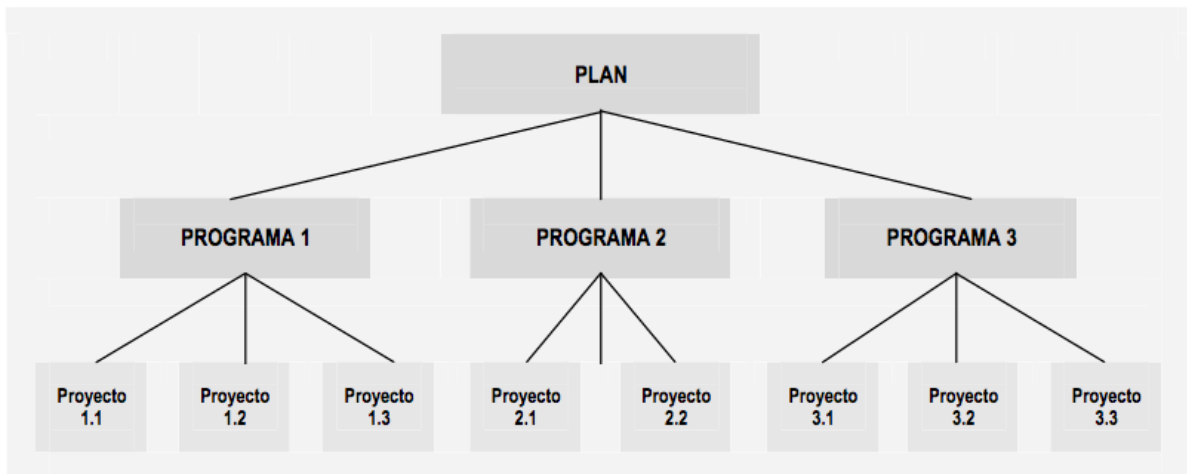 PLAN
PROGRAMA 1
PROGRAMA 2
PROGRAMA 3
Proyecto
1.1
Proyecto
1.2
Proyecto
1.3
Proyecto
2.1
Proyecto
2.2
Proyecto
3.1
Proyecto
3.2
Proyecto
3.3